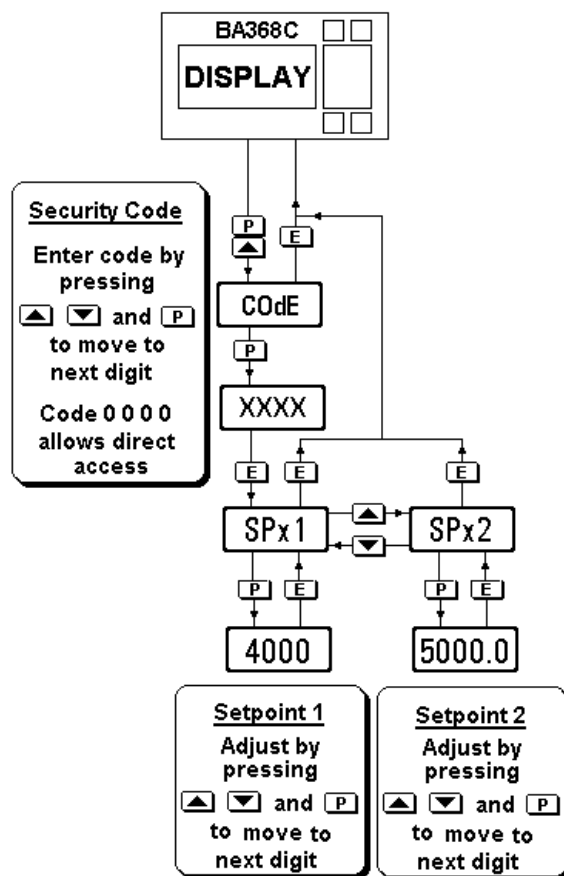 BA368C
DISPLAY
Security Code
Enter code by
pressing
▲ ▼ and P
to move to
next digit
Code 0 0 0 0
allows direct
access
P
▲
E
COdE
P
XXXX
E
E
E
SPx1
▲
▼
SPx2
P
E
P
E
4000
5000.0
Setpoint 1
Adjust by
pressing
▲ ▼ and P
to move to
next digit
Setpoint 2
Adjust by
pressing
▲ ▼ and P
to move to
next digit